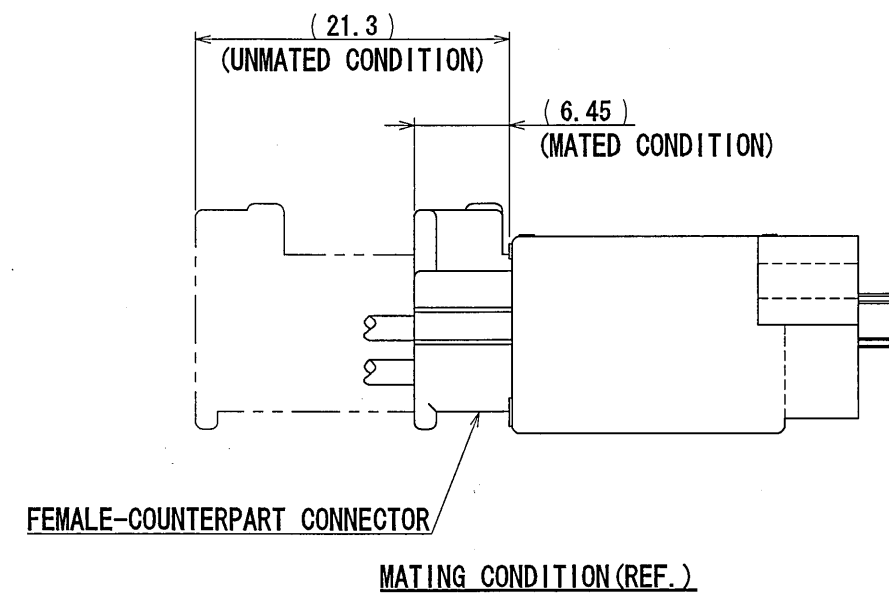 (21.3)
(UNMATED CONDITION)
(6.45)
(MATED CONDITION)
FEMALE-COUNTERPART CONNECTOR
MATING CONDITION(REF.)